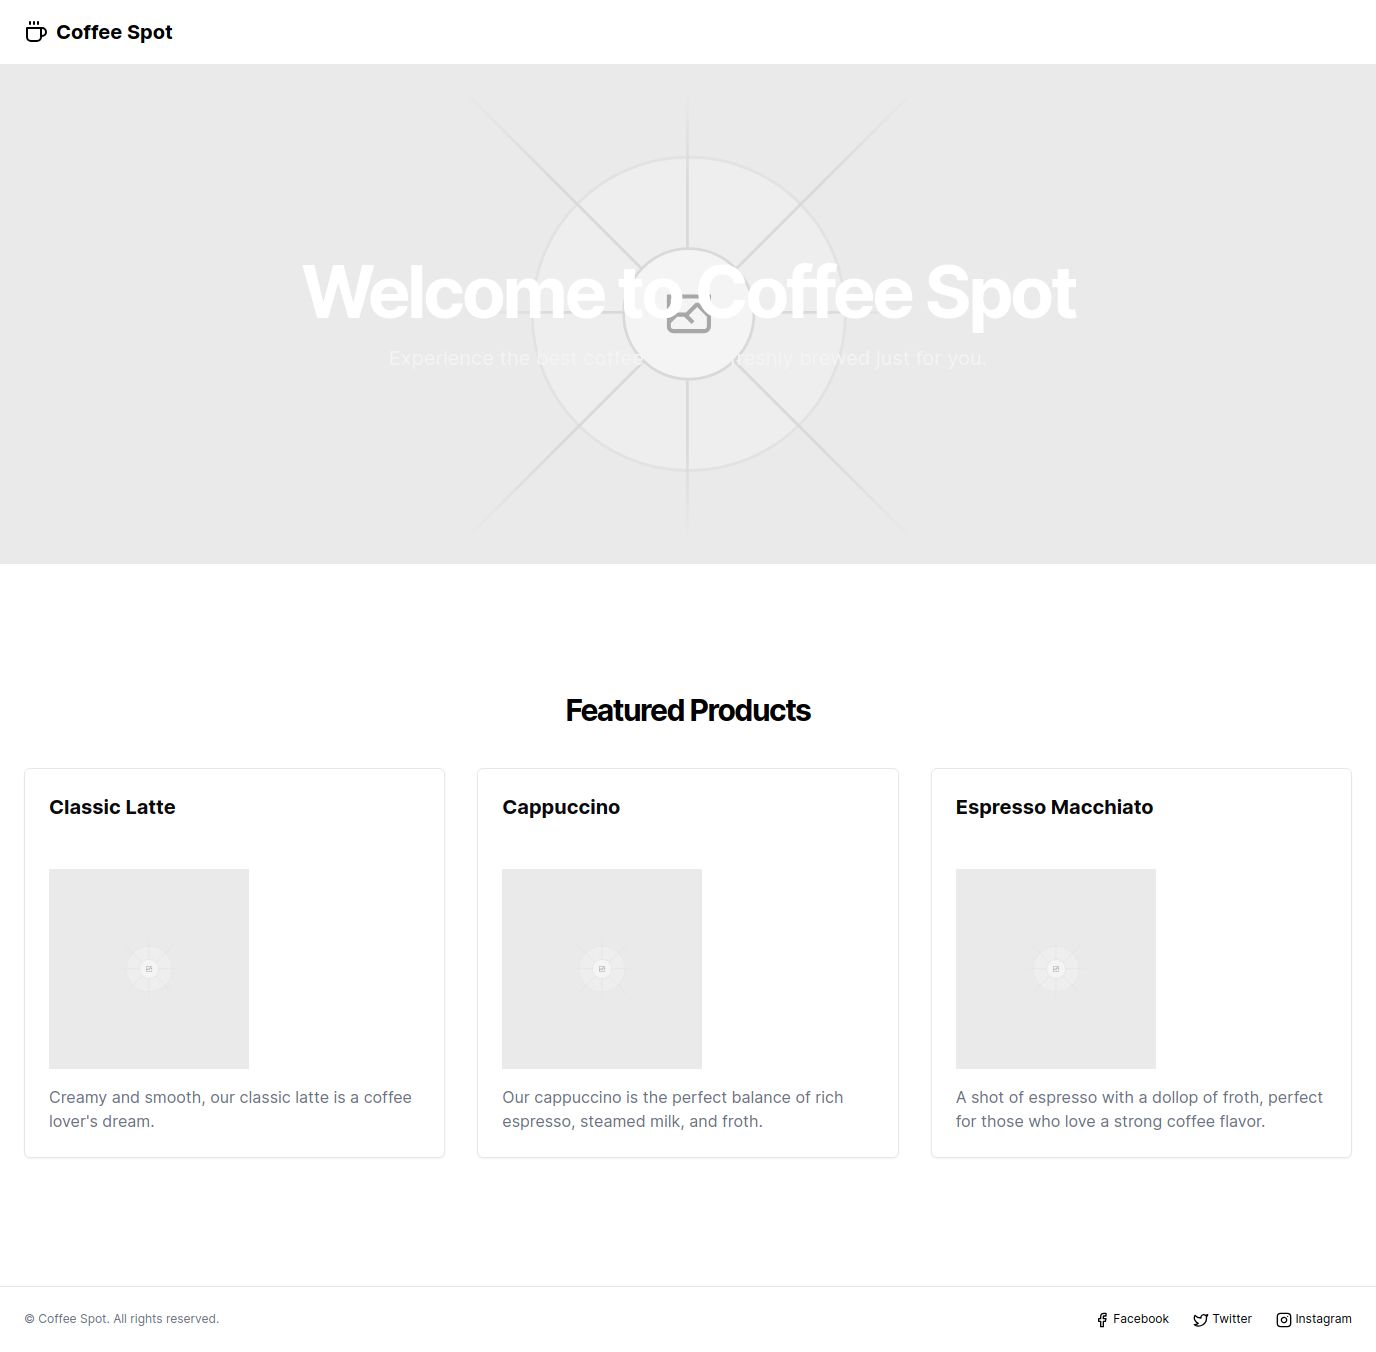 Coffee Spot
Welcome to Coffee Spot
Experience the best coffee freshly brewed just for you.
Featured Products
Classic Latte
Cappuccino
Espresso Macchiato
Creamy and smooth, our classic latte is a coffee
lover's dream.
Our cappuccino is the perfect balance of rich
espresso, steamed milk, and froth.
A shot of espresso with a dollop of froth, perfect
for those who love a strong coffee flavor.
© Coffee Spot. All rights reserved.
Facebook
Twitter
Instagram